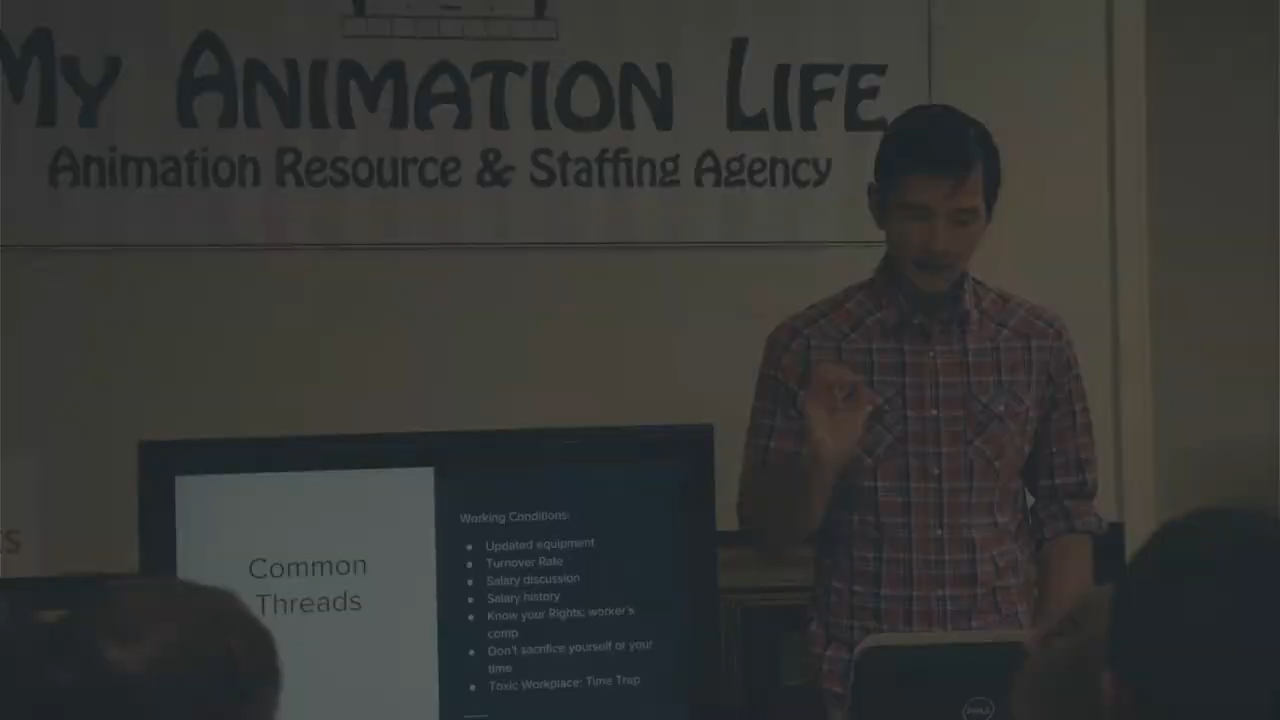 My Animation Life
Animation Resource & Staffing Agency
Common
Threads
Working Conditions:
● Updated equipment
● Turnover Rate
● Salary discussion
● Salary history
● Know your Rights: worker's
comp
● Don't sacrifice yourself or your
time
● Toxic Workplace: Time Trap
DELL